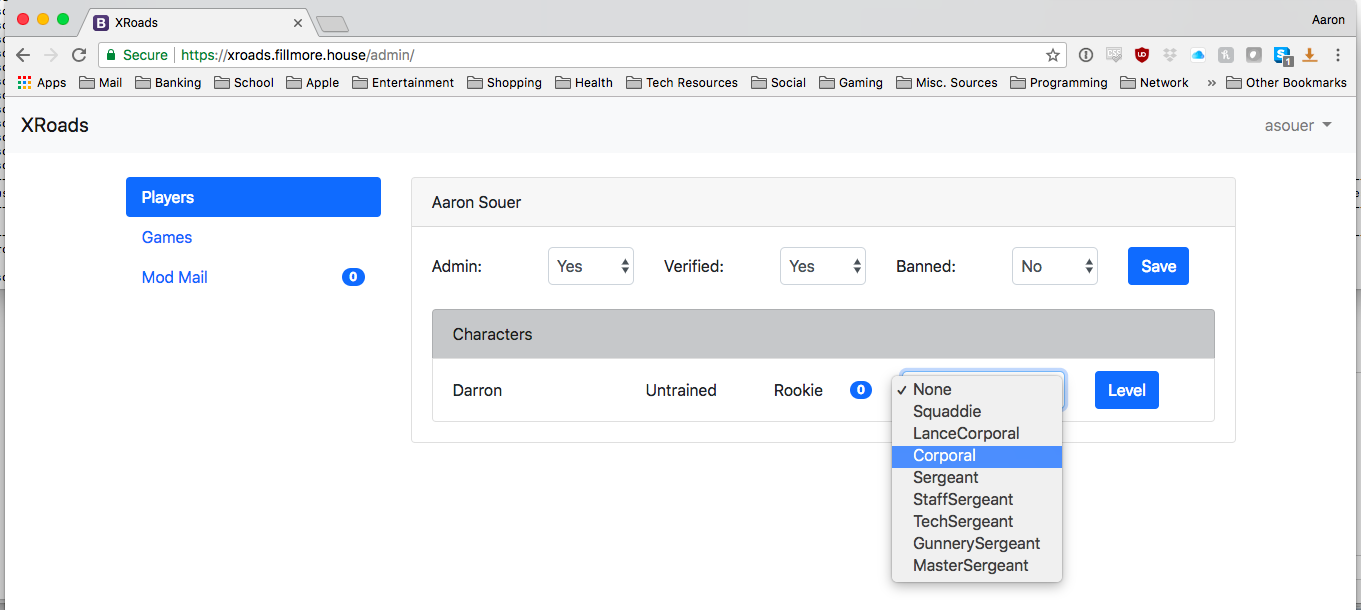 XRoads
Aaron
Secure https://xroads.fillmore.house/admin/
Apps Mail Banking School Apple Entertainment Shopping Health Tech Resources Social Gaming Misc. Sources Programming Network » Other Bookmarks
XRoads asouer
Players
Games
Mod Mail 0
Aaron Souer
Admin: Yes Verified: Yes Banned: No Save
Characters
Darron Untrained Rookie 0 Level
✓ None
Squaddie
LanceCorporal
Corporal
Sergeant
StaffSergeant
TechSergeant
GunnerySergeant
MasterSergeant